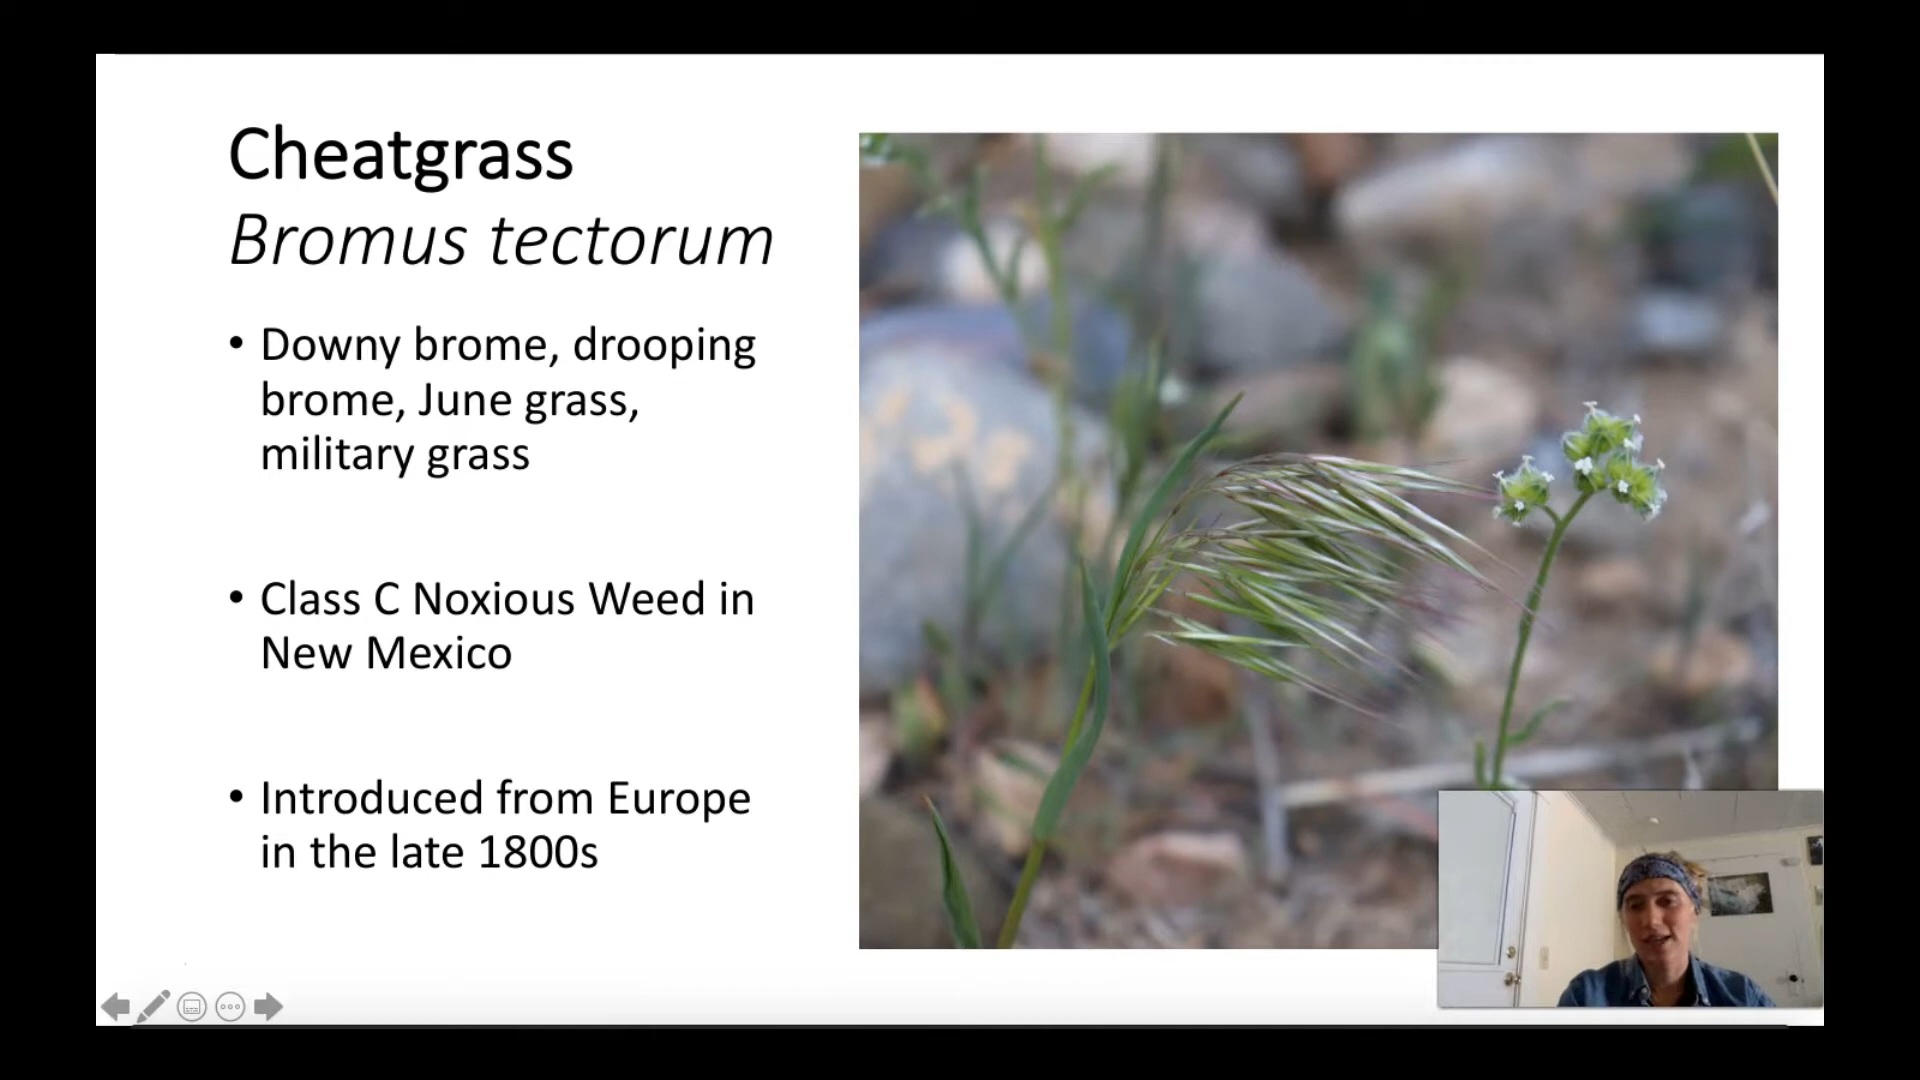 Cheatgrass
Bromus tectorum
• Downy brome, drooping
brome, June grass,
military grass
• Class C Noxious Weed in
New Mexico
• Introduced from Europe
in the late 1800s